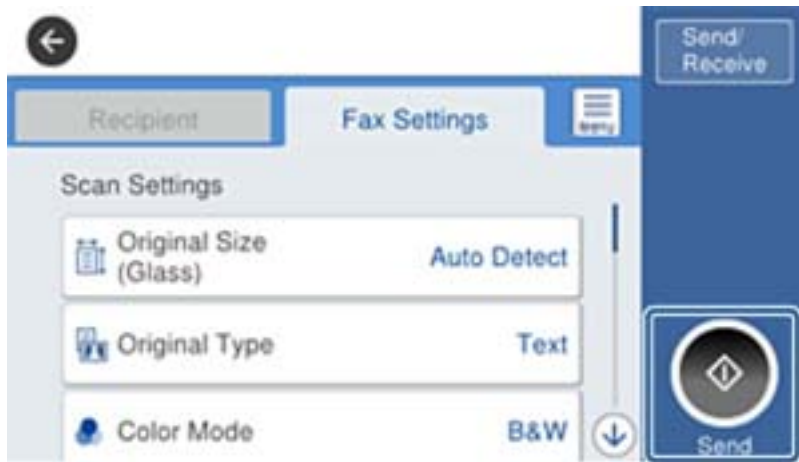 Send/
Receive
Recipient
Fax Settings
Menu
Scan Settings
Original Size
(Glass)
Auto Detect
Original Type
Text
Color Mode
B&W
Send